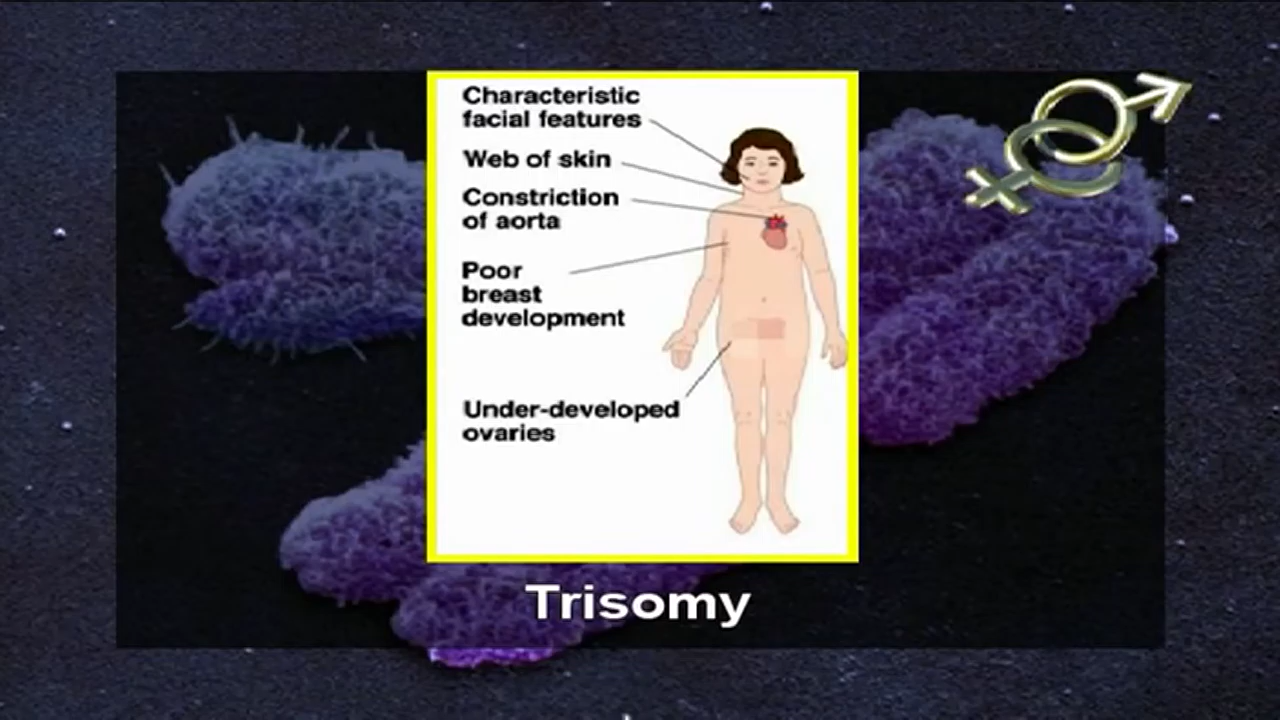 Characteristic
facial features
Web of skin
Constriction
of aorta
Poor
breast
development
Under-developed
ovaries
Trisomy